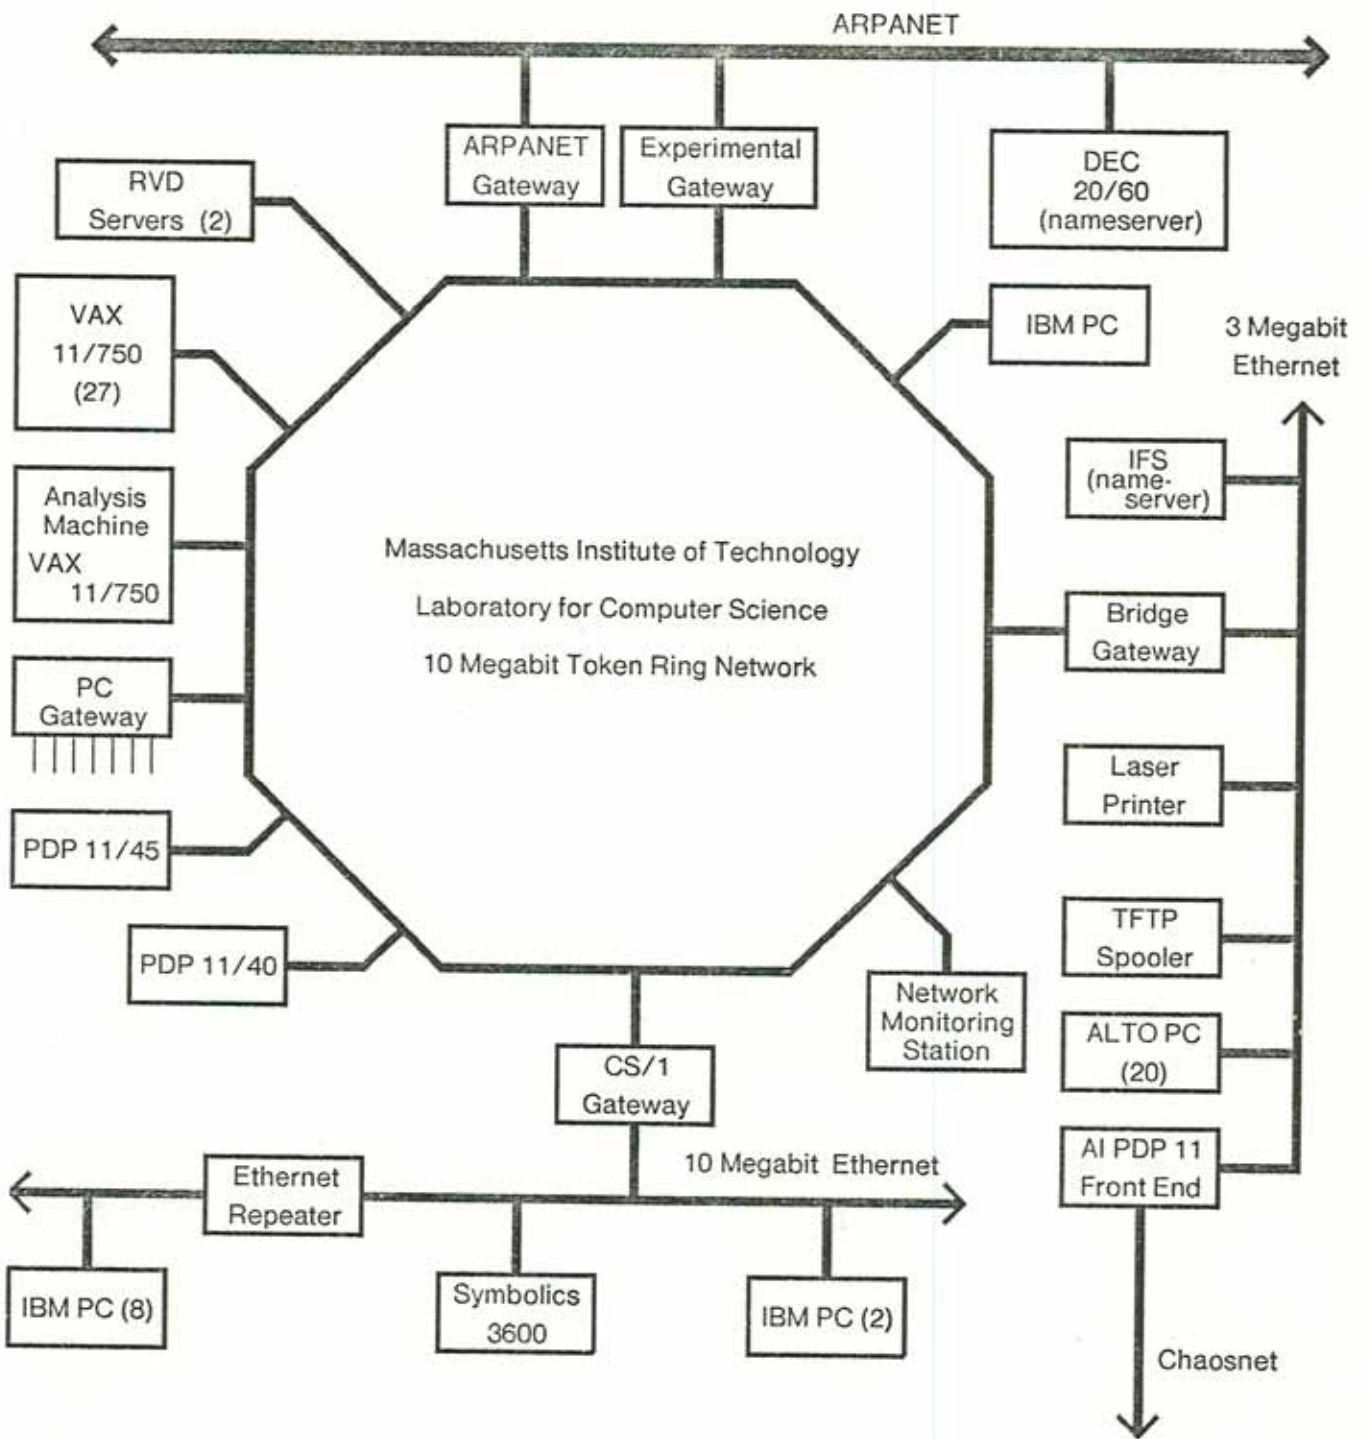 ARPANET
ARPANET
Gateway
Experimental
Gateway
DEC
20/60
(nameserver)
RVD
Servers (2)
VAX
11/750
(27)
IBM PC
3 Megabit
Ethernet
Analysis
Machine
VAX
11/750
IFS
(name-
server)
Massachusetts Institute of Technology
Laboratory for Computer Science
10 Megabit Token Ring Network
Bridge
Gateway
PC
Gateway
Laser
Printer
PDP 11/45
TFTP
Spooler
PDP 11/40
Network
Monitoring
Station
ALTO PC
(20)
CS/1
Gateway
AI PDP 11
Front End
10 Megabit Ethernet
Ethernet
Repeater
IBM PC (8)
Symbolics
3600
IBM PC (2)
Chaosnet